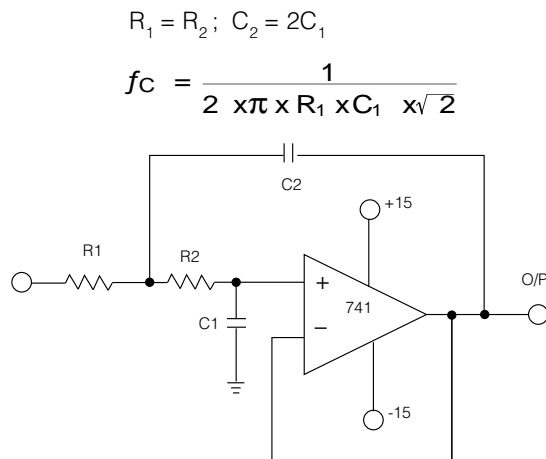 R₁ = R₂ ; C₂ = 2C₁
fC = 1
2 x π x R₁ x C₁ x √2
C2
+15
R1
R2
O/P
+
741
C1
−
-15